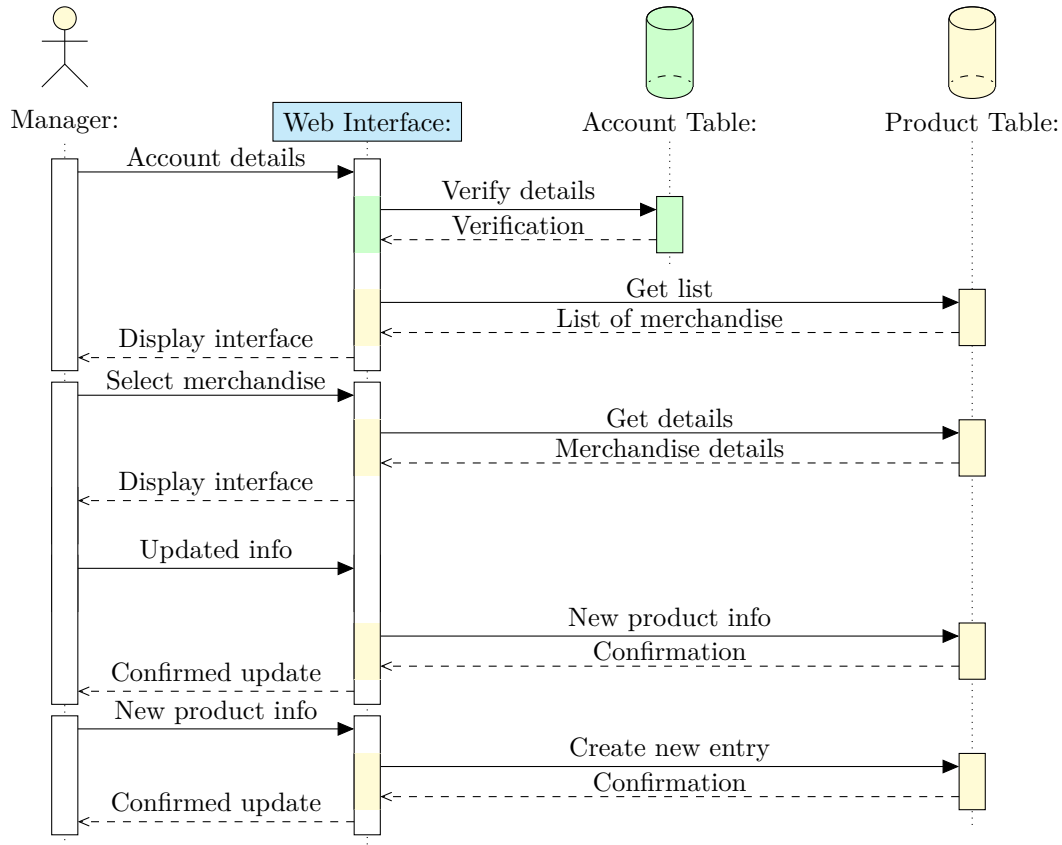 Manager:
Web Interface:
Account Table:
Product Table:
Account details
Verify details
Verification
Get list
List of merchandise
Display interface
Select merchandise
Get details
Merchandise details
Display interface
Updated info
New product info
Confirmation
Confirmed update
New product info
Create new entry
Confirmation
Confirmed update